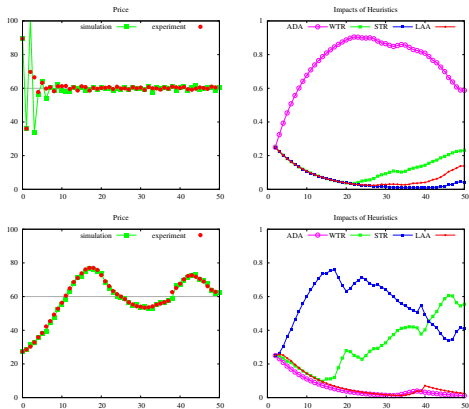 Price
simulation experiment
100
80
60
40
20
0
0 10 20 30 40 50
Impacts of Heuristics
ADA WTR STR LAA
1
0.8
0.6
0.4
0.2
0
0 10 20 30 40 50
Price
simulation experiment
100
80
60
40
20
0
0 10 20 30 40 50
Impacts of Heuristics
ADA WTR STR LAA
1
0.8
0.6
0.4
0.2
0
0 10 20 30 40 50